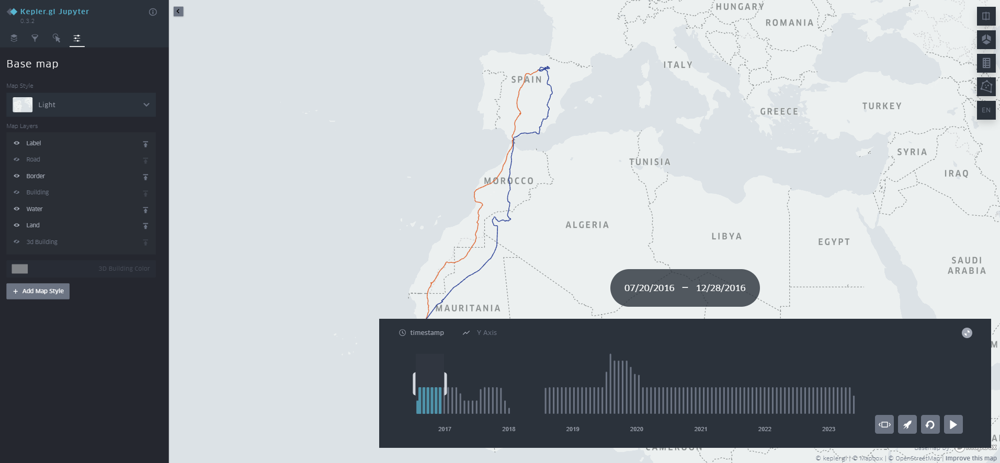 Kepler.gl Jupyter
0.3.2
Base map
Map Style
Light
Map Layers
Label
Road
Border
Building
Water
Land
3d Building
3D Building Color
+ Add Map Style
HUNGARY
ROMANIA
ITALY
SPAIN
GREECE
TURKEY
EN
SYRIA
TUNISIA
IRAQ
MOROCCO
ALGERIA
LIBYA
EGYPT
SAUDI
ARABIA
07/20/2016 – 12/28/2016
MAURITANIA
timestamp
Y Axis
2017
2018
2019
2020
2021
2022
2023
CAMEROUN
Basemap by:
mapbox
© kepler.gl | © Mapbox | © OpenStreetMap | Improve this map